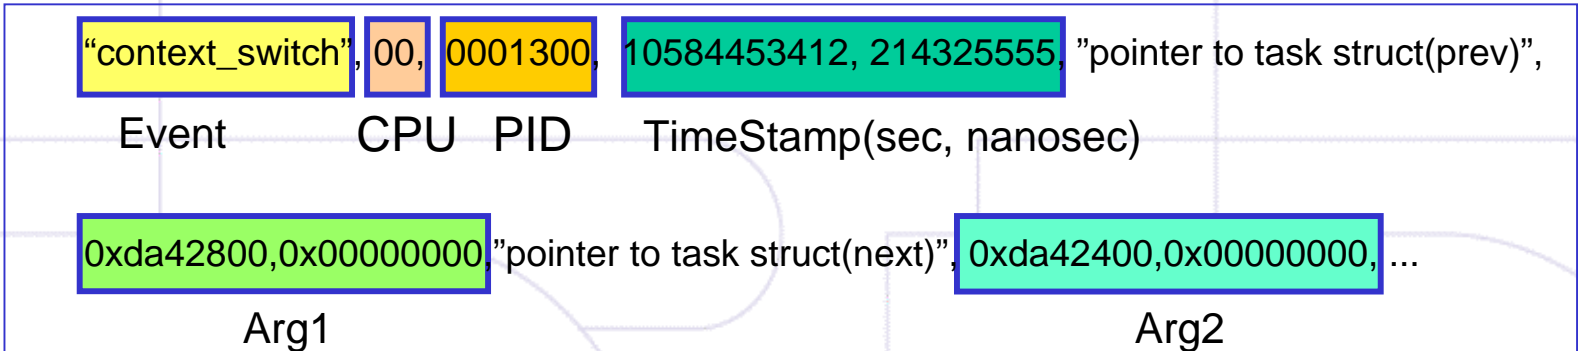 “context_switch”, 00, 0001300, 10584453412, 214325555, ”pointer to task struct(prev)”,
Event CPU PID TimeStamp(sec, nanosec)
0xda42800,0x00000000,”pointer to task struct(next)”, 0xda42400,0x00000000, ...
Arg1 Arg2